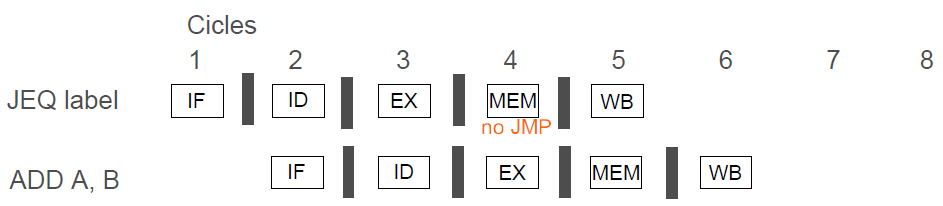 Cicles
1 2 3 4 5 6 7 8
JEQ label IF ID EX MEM WB
no JMP
ADD A, B IF ID EX MEM WB